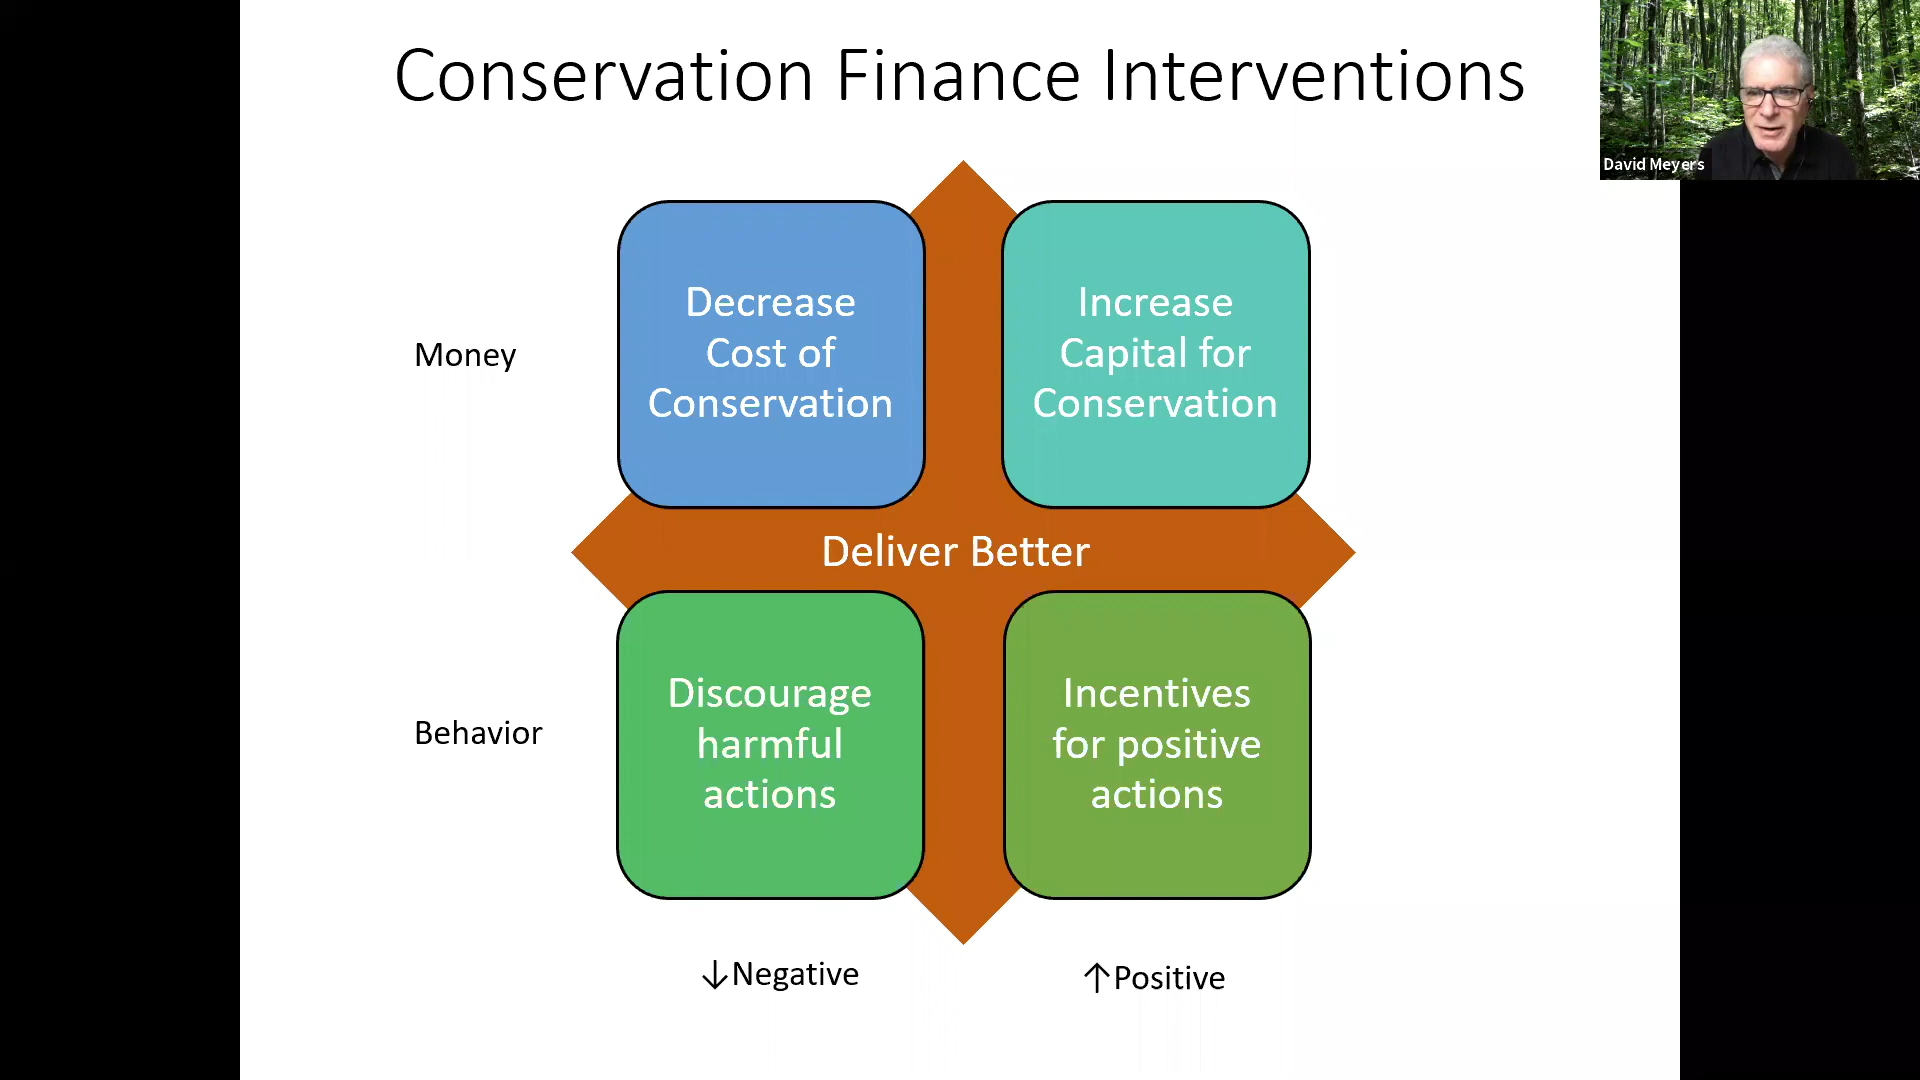 Conservation Finance Interventions
David Meyers
Money
Decrease
Cost of
Conservation
Increase
Capital for
Conservation
Deliver Better
Behavior
Discourage
harmful
actions
Incentives
for positive
actions
↓Negative
↑Positive